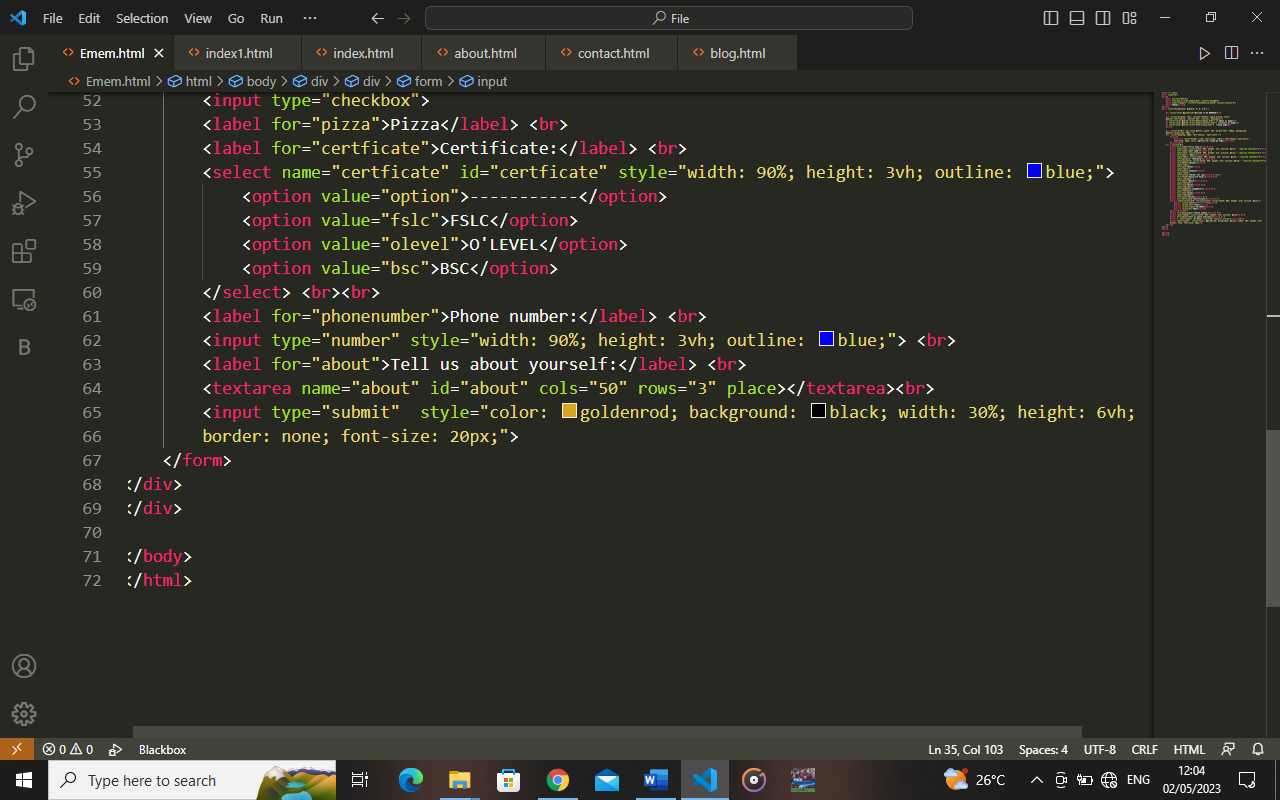 File Edit Selection View Go Run ··· File
Emem.html index1.html index.html about.html contact.html blog.html ···
Emem.html > html > body > div > div > form > input
52 <input type="checkbox">
53 <label for="pizza">Pizza</label> <br>
54 <label for="certficate">Certificate:</label> <br>
55 <select name="certficate" id="certficate" style="width: 90%; height: 3vh; outline: blue;">
56 <option value="option">-----------</option>
57 <option value="fslc">FSLC</option>
58 <option value="olevel">O'LEVEL</option>
59 <option value="bsc">BSC</option>
60 </select> <br><br>
61 <label for="phonenumber">Phone number:</label> <br>
62 <input type="number" style="width: 90%; height: 3vh; outline: blue;"> <br>
63 <label for="about">Tell us about yourself:</label> <br>
64 <textarea name="about" id="about" cols="50" rows="3" place></textarea><br>
65 <input type="submit"  style="color: goldenrod; background: black; width: 30%; height: 6vh;
66 border: none; font-size: 20px;">
67 </form>
68 </div>
69 </div>
70
71 </body>
72 </html>
B
0 0 Blackbox Ln 35, Col 103 Spaces: 4 UTF-8 CRLF HTML
Type here to search 26°C ENG 12:04
02/05/2023